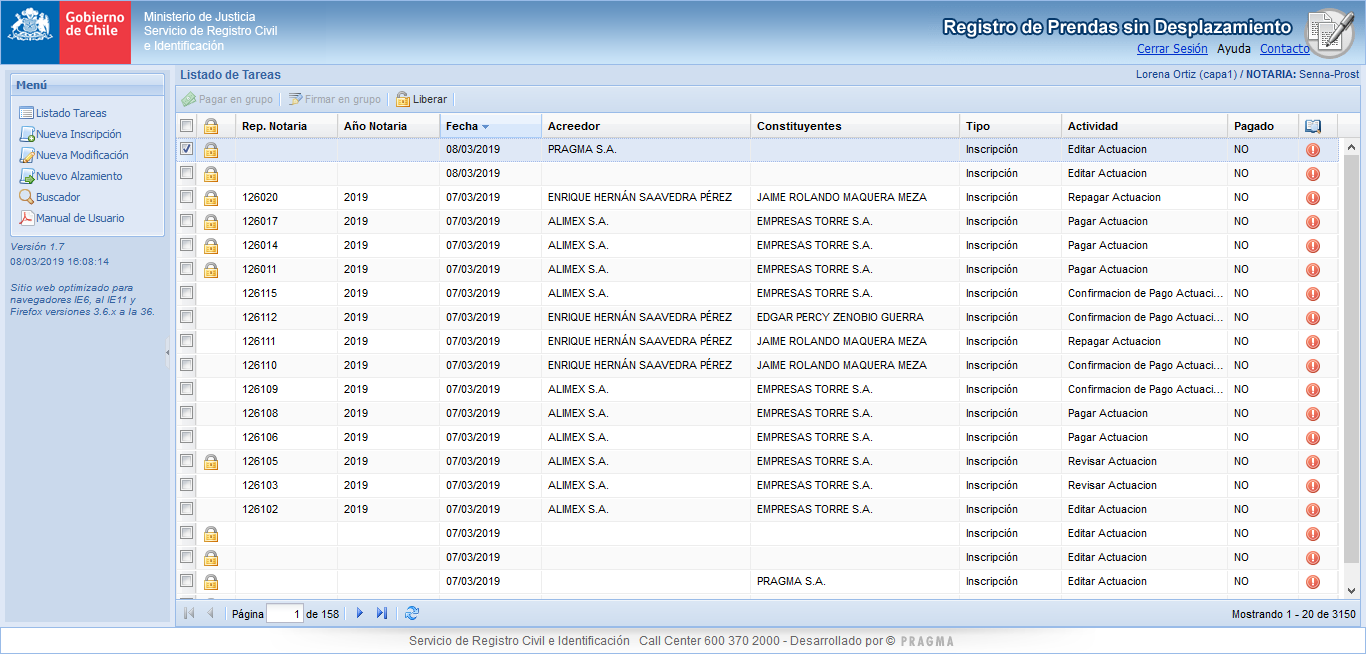 Gobierno
de Chile
Ministerio de Justicia
Servicio de Registro Civil
e Identificación
Registro de Prendas sin Desplazamiento
Cerrar Sesión Ayuda Contacto
Menú
Listado Tareas
Nueva Inscripción
Nueva Modificación
Nuevo Alzamiento
Buscador
Manual de Usuario
Versión 1.7
08/03/2019 16:08:14
Sitio web optimizado para
navegadores IE6, al IE11 y
Firefox versiones 3.6.x a la 36.
Listado de Tareas
Lorena Ortiz (capa1) / NOTARIA: Senna-Prost
Pagar en grupo Firmar en grupo Liberar
Rep. Notaria Año Notaria Fecha Acreedor Constituyentes Tipo Actividad Pagado
08/03/2019 PRAGMA S.A. Inscripción Editar Actuacion NO
08/03/2019 Inscripción Editar Actuacion NO
126020 2019 07/03/2019 ENRIQUE HERNÁN SAAVEDRA PÉREZ JAIME ROLANDO MAQUERA MEZA Inscripción Repagar Actuacion NO
126017 2019 07/03/2019 ALIMEX S.A. EMPRESAS TORRE S.A. Inscripción Pagar Actuacion NO
126014 2019 07/03/2019 ALIMEX S.A. EMPRESAS TORRE S.A. Inscripción Pagar Actuacion NO
126011 2019 07/03/2019 ALIMEX S.A. EMPRESAS TORRE S.A. Inscripción Pagar Actuacion NO
126115 2019 07/03/2019 ALIMEX S.A. EMPRESAS TORRE S.A. Inscripción Confirmacion de Pago Actuaci... NO
126112 2019 07/03/2019 ENRIQUE HERNÁN SAAVEDRA PÉREZ EDGAR PERCY ZENOBIO GUERRA Inscripción Confirmacion de Pago Actuaci... NO
126111 2019 07/03/2019 ENRIQUE HERNÁN SAAVEDRA PÉREZ JAIME ROLANDO MAQUERA MEZA Inscripción Repagar Actuacion NO
126110 2019 07/03/2019 ENRIQUE HERNÁN SAAVEDRA PÉREZ JAIME ROLANDO MAQUERA MEZA Inscripción Confirmacion de Pago Actuaci... NO
126109 2019 07/03/2019 ALIMEX S.A. EMPRESAS TORRE S.A. Inscripción Confirmacion de Pago Actuaci... NO
126108 2019 07/03/2019 ALIMEX S.A. EMPRESAS TORRE S.A. Inscripción Pagar Actuacion NO
126106 2019 07/03/2019 ALIMEX S.A. EMPRESAS TORRE S.A. Inscripción Pagar Actuacion NO
126105 2019 07/03/2019 ALIMEX S.A. EMPRESAS TORRE S.A. Inscripción Revisar Actuacion NO
126103 2019 07/03/2019 ALIMEX S.A. EMPRESAS TORRE S.A. Inscripción Revisar Actuacion NO
126102 2019 07/03/2019 ALIMEX S.A. EMPRESAS TORRE S.A. Inscripción Editar Actuacion NO
07/03/2019 Inscripción Editar Actuacion NO
07/03/2019 Inscripción Editar Actuacion NO
07/03/2019 PRAGMA S.A. Inscripción Editar Actuacion NO
Página 1 de 158 Mostrando 1 - 20 de 3150
Servicio de Registro Civil e Identificación Call Center 600 370 2000 - Desarrollado por © PRAGMA